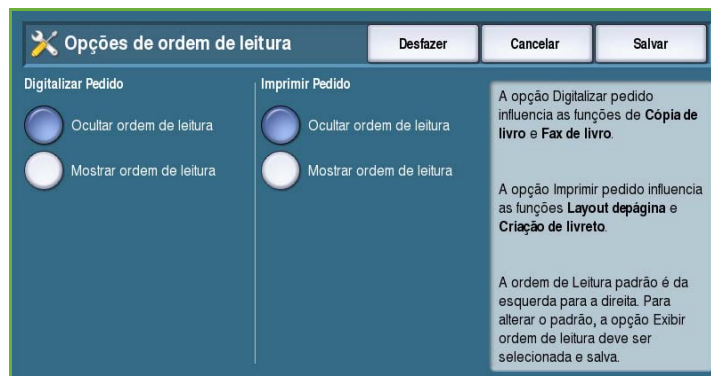 Opções de ordem de leitura
Desfazer
Cancelar
Salvar
Digitalizar Pedido
Ocultar ordem de leitura
Mostrar ordem de leitura
Imprimir Pedido
Ocultar ordem de leitura
Mostrar ordem de leitura
A opção Digitalizar pedido
influencia as funções de Cópia de
livro e Fax de livro.
A opção Imprimir pedido influencia
as funções Layout depágina e
Criação de livreto.
A ordem de Leitura padrão é da
esquerda para a direita. Para
alterar o padrão, a opção Exibir
ordem de leitura deve ser
selecionada e salva.